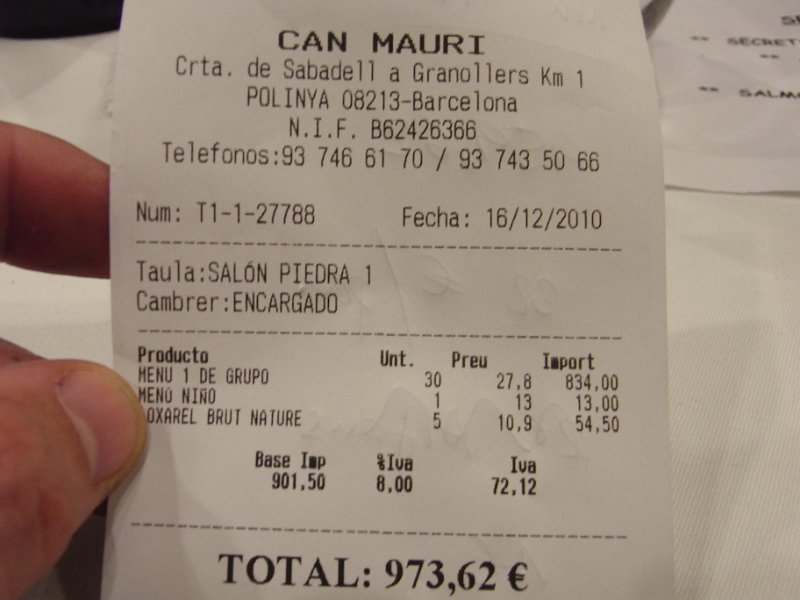 CAN MAURI
Crta. de Sabadell a Granollers Km 1
POLINYA 08213-Barcelona
N.I.F. B62426366
Telefonos:93 746 61 70 / 93 743 50 66
Num: T1-1-27788 Fecha: 16/12/2010
Taula:SALÓN PIEDRA 1
Cambrer:ENCARGADO
Producto Unt. Preu Import
MENU 1 DE GRUPO 30 27,8 834,00
MENÚ NIÑO 1 13 13,00
OXAREL BRUT NATURE 5 10,9 54,50
Base Imp %Iva Iva
901,50 8,00 72,12
TOTAL: 973,62 €
** SECRET
**
** SALM